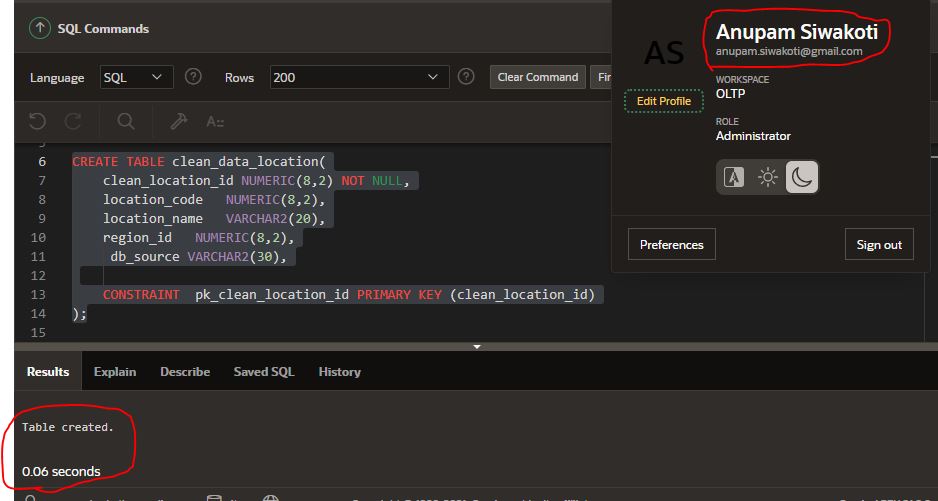 SQL Commands
Language SQL Rows 200 Clear Command
5
6 CREATE TABLE clean_data_location(
7 clean_location_id NUMERIC(8,2) NOT NULL,
8 location_code NUMERIC(8,2),
9 location_name VARCHAR2(20),
10 region_id NUMERIC(8,2),
11 db_source VARCHAR2(30),
12
13 CONSTRAINT pk_clean_location_id PRIMARY KEY (clean_location_id)
14 );
15
AS
Anupam Siwakoti
anupam.siwakoti@gmail.com
Edit Profile
WORKSPACE
OLTP
ROLE
Administrator
Preferences Sign out
Results Explain Describe Saved SQL History
Table created.
0.06 seconds